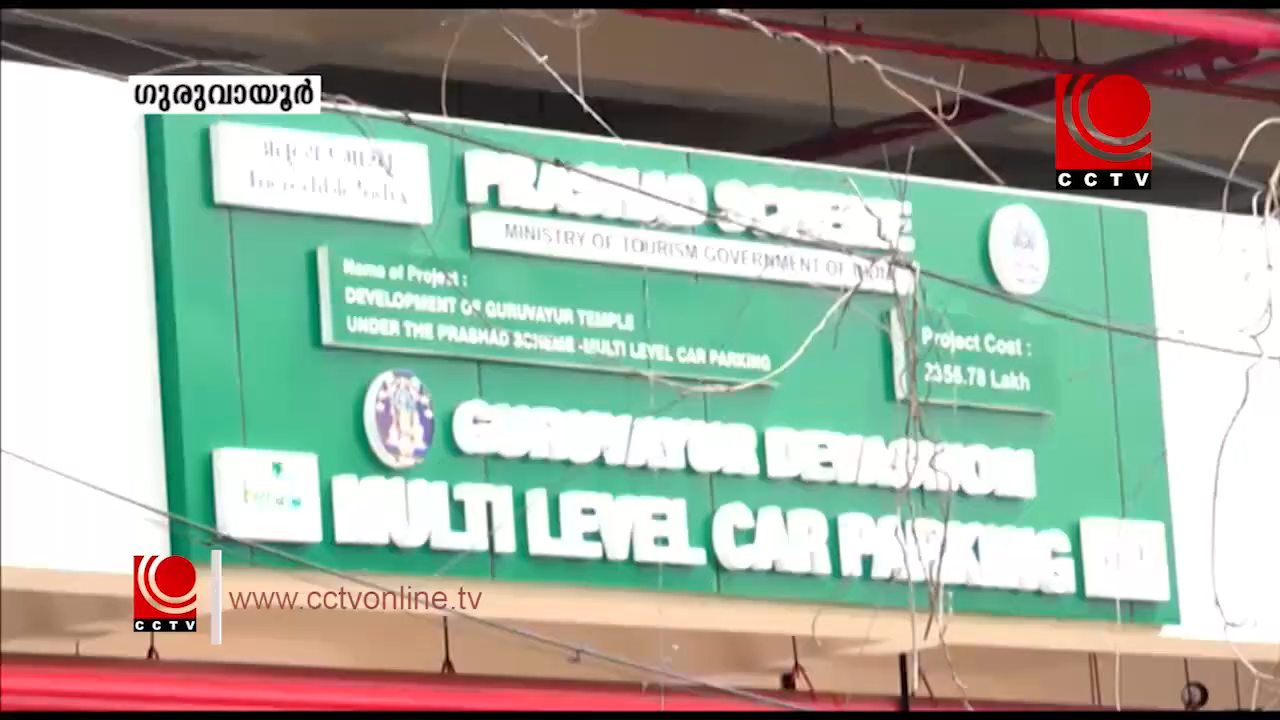 ഗുരുവായൂർ
CCTV
Incredible !ndia
PRASHAD SCHEME
MINISTRY OF TOURISM GOVERNMENT OF INDIA
Name of Project :
DEVELOPMENT OF GURUVAYUR TEMPLE
UNDER THE PRASHAD SCHEME -MULTI LEVEL CAR PARKING
Project Cost :
2356.78 Lakh
GURUVAYUR DEVASWOM
MULTI LEVEL CAR PARKING
CCTV
www.cctvonline.tv